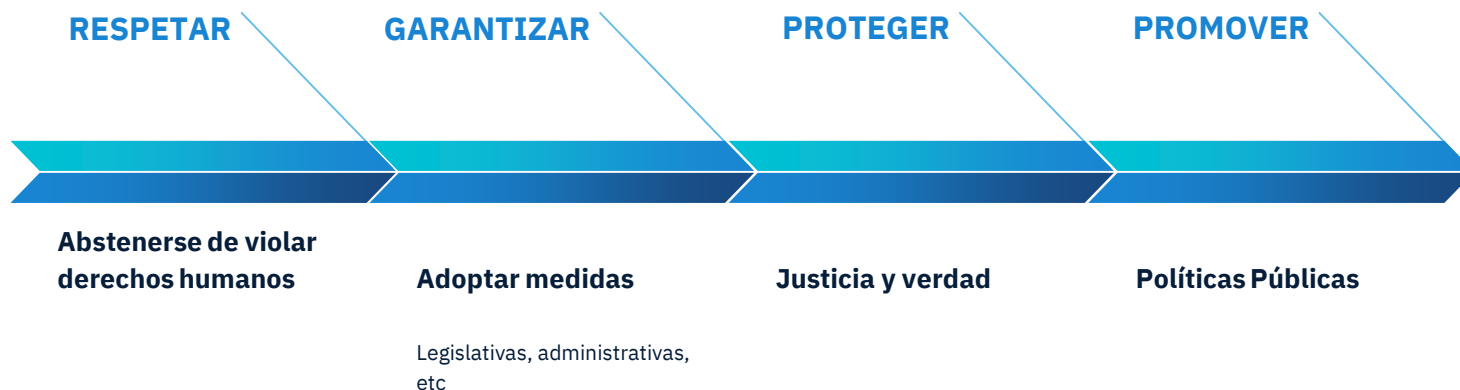 RESPETAR
GARANTIZAR
PROTEGER
PROMOVER
Abstenerse de violar
derechos humanos
Adoptar medidas
Legislativas, administrativas,
etc
Justicia y verdad
Políticas Públicas